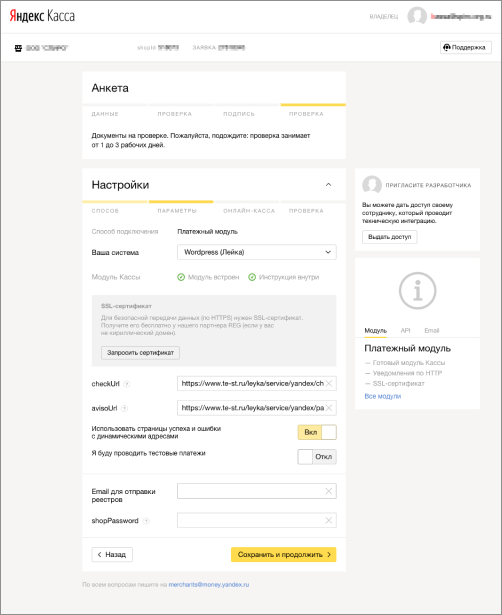 Яндекс Касса
ВЛАДЕЛЕЦ
shopId
ЗАЯВКА
Поддержка
Анкета
ДАННЫЕ
ПРОВЕРКА
ПОДПИСЬ
ПРОВЕРКА
Документы на проверке. Пожалуйста, подождите: проверка занимает
от 1 до 3 рабочих дней.
Настройки
СПОСОБ
ПАРАМЕТРЫ
ОНЛАЙН-КАССА
ПРОВЕРКА
Способ подключения
Платежный модуль
Ваша система
Wordpress (Лейка)
Модуль Кассы
Модуль встроен
Инструкция внутри
SSL-сертификат
Для безопасной передачи данных (по HTTPS) нужен SSL-сертификат.
Получите его бесплатно у нашего партнера REG (если у вас
не кириллический домен).
Запросить сертификат
checkUrl ?
https://www.te-st.ru/leyka/service/yandex/ch
avisoUrl ?
https://www.te-st.ru/leyka/service/yandex/pa
Использовать страницы успеха и ошибки
с динамическими адресами
Вкл
Я буду проводить тестовые платежи
Откл
Email для отправки
реестров
shopPassword ?
Назад
Сохранить и продолжить
По всем вопросам пишите на merchants@money.yandex.ru
ПРИГЛАСИТЕ РАЗРАБОТЧИКА
Вы можете дать доступ своему
сотруднику, который проводит
техническую интеграцию.
Выдать доступ
Модуль
API
Email
Платежный модуль
— Готовый модуль Кассы
— Уведомления по HTTP
— SSL-сертификат
Все модули